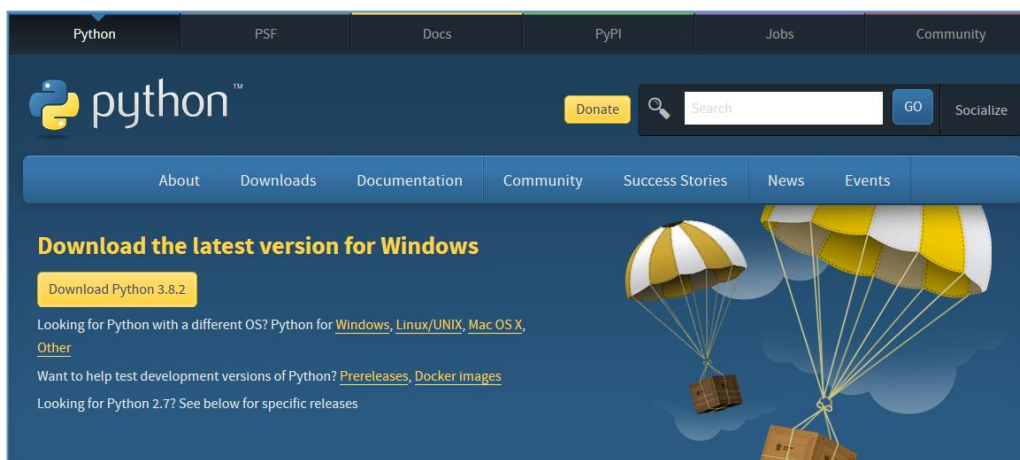 Python PSF Docs PyPI Jobs Community
python™
Donate Search GO Socialize
About Downloads Documentation Community Success Stories News Events
Download the latest version for Windows
Download Python 3.8.2
Looking for Python with a different OS? Python for Windows, Linux/UNIX, Mac OS X,
Other
Want to help test development versions of Python? Prereleases, Docker images
Looking for Python 2.7? See below for specific releases